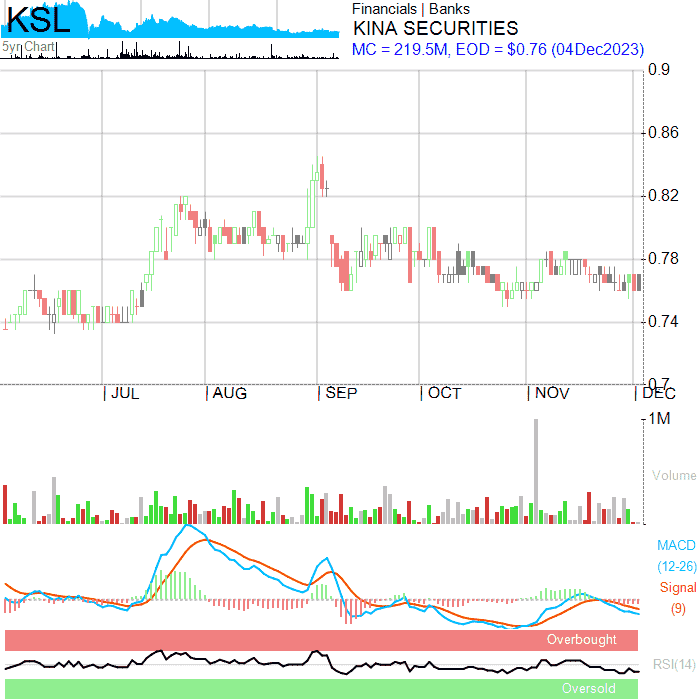 KSL
Financials | Banks
KINA SECURITIES
5yr Chart
MC = 219.5M, EOD = $0.76 (04Dec2023)
0.9
0.86
0.82
0.78
0.74
0.7
JUL
AUG
SEP
OCT
NOV
DEC
1M
Volume
MACD
(12-26)
Signal
(9)
Overbought
RSI(14)
Oversold